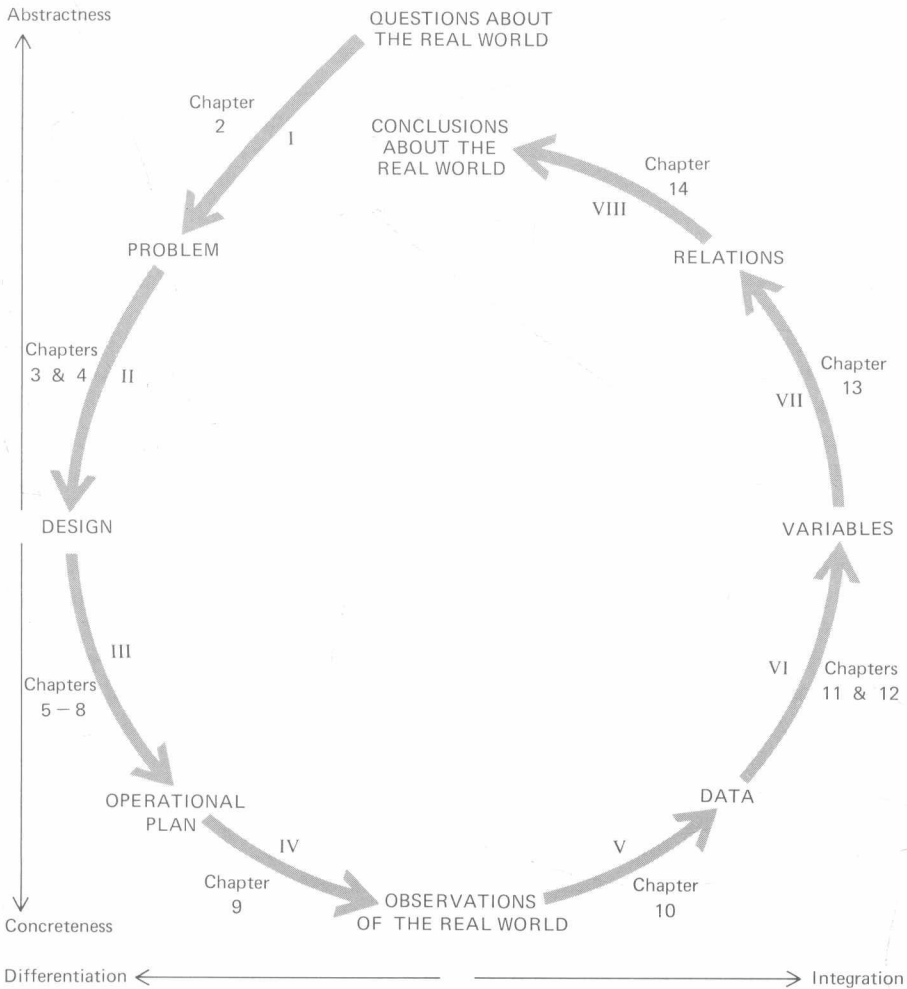 Abstractness
QUESTIONS ABOUT
THE REAL WORLD
Chapter
2
I
CONCLUSIONS
ABOUT THE
REAL WORLD
Chapter
14
VIII
PROBLEM
RELATIONS
Chapters
3 & 4
II
Chapter
13
VII
DESIGN
VARIABLES
III
Chapters
5 – 8
VI
Chapters
11 & 12
OPERATIONAL
PLAN
DATA
IV
Chapter
9
V
Chapter
10
OBSERVATIONS
OF THE REAL WORLD
Concreteness
Differentiation
Integration